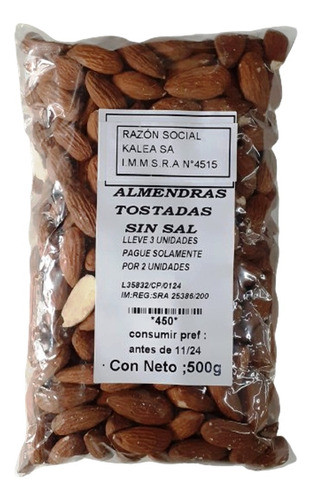 RAZÓN SOCIAL
KALEA SA
I.M.M S.R.A N°4515
ALMENDRAS
TOSTADAS
SIN SAL
LLEVE 3 UNIDADES
PAGUE SOLAMENTE
POR 2 UNIDADES
L35832/CP/0124
IM:REG:SRA 25386/200
*450*
consumir pref :
antes de 11/24
· Con Neto ;500g